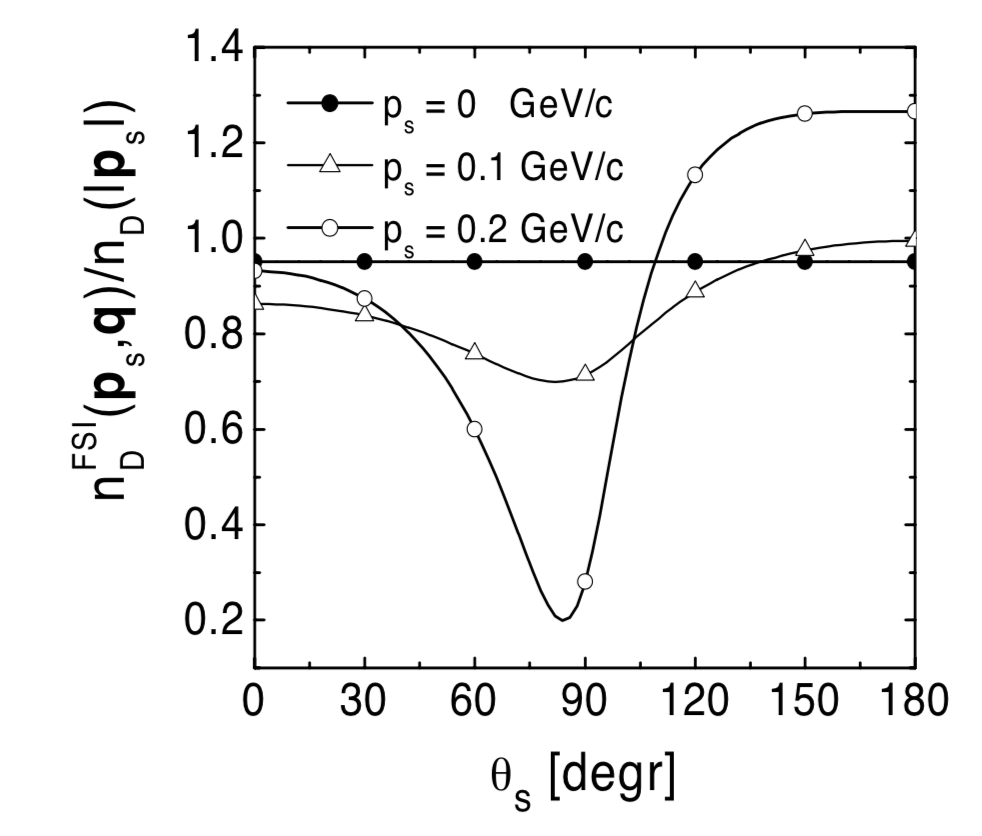 n_D^FSI(p_s,q)/n_D(|p_s|)
1.4
1.2
1.0
0.8
0.6
0.4
0.2
p_s = 0 GeV/c
p_s = 0.1 GeV/c
p_s = 0.2 GeV/c
0 30 60 90 120 150 180
θ_s [degr]